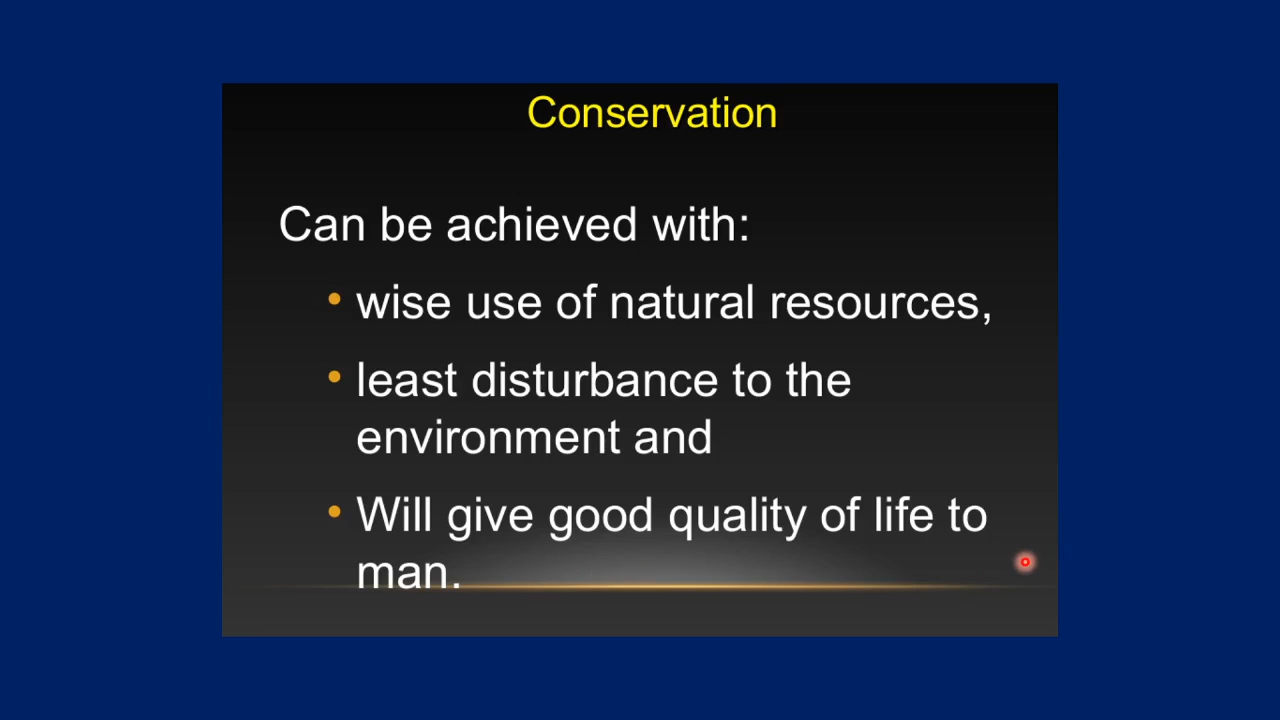 Conservation
Can be achieved with:
• wise use of natural resources,
• least disturbance to the
environment and
• Will give good quality of life to
man.